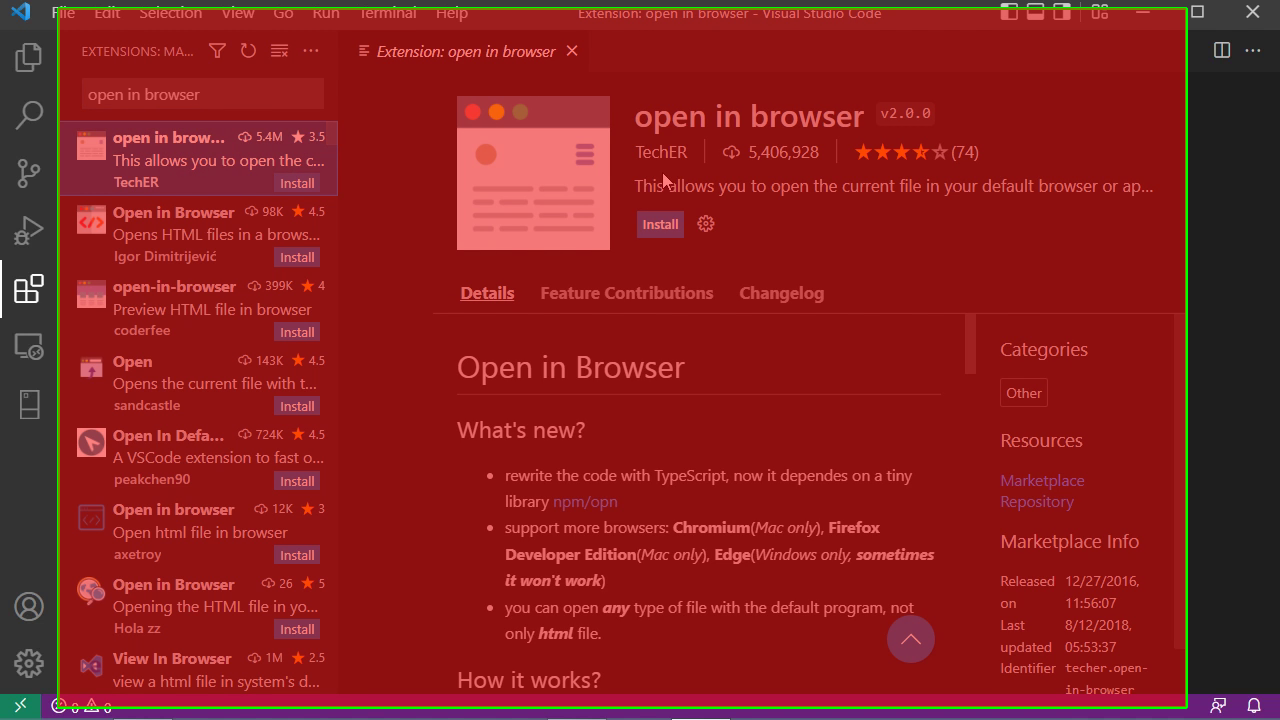 File Edit Selection View Go Run Terminal Help
Extension: open in browser - Visual Studio Code
EXTENSIONS: MA...
open in browser
open in brow... 5.4M 3.5
This allows you to open the c...
TechER Install
Open in Browser 98K 4.5
Opens HTML files in a brows...
Igor Dimitrijević Install
open-in-browser 399K 4
Preview HTML file in browser
coderfee Install
Open 143K 4.5
Opens the current file with t...
sandcastle Install
Open In Defa... 724K 4.5
A VSCode extension to fast o...
peakchen90 Install
Open in browser 12K 3
Open html file in browser
axetroy Install
Open in Browser 26 5
Opening the HTML file in yo...
Hola zz Install
View In Browser 1M 2.5
view a html file in system's d...
Extension: open in browser
open in browser v2.0.0
TechER 5,406,928 (74)
This allows you to open the current file in your default browser or ap...
Install
Details Feature Contributions Changelog
Open in Browser
What's new?
rewrite the code with TypeScript, now it dependes on a tiny
library npm/opn
support more browsers: Chromium(Mac only), Firefox
Developer Edition(Mac only), Edge(Windows only, sometimes
it won't work)
you can open any type of file with the default program, not
only html file.
How it works?
Categories
Other
Resources
Marketplace
Repository
Marketplace Info
Released 12/27/2016,
on 11:56:07
Last 8/12/2018,
updated 05:53:37
Identifier techer.open-
in-browser
0 0